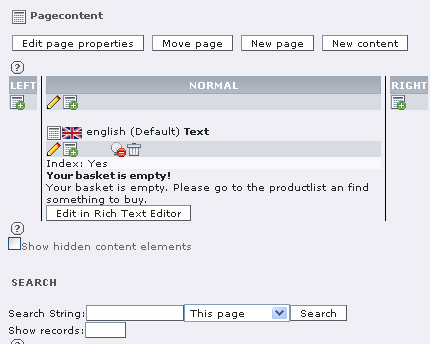 Pagecontent
Edit page properties Move page New page New content
?
LEFT NORMAL RIGHT
english (Default) Text
Index: Yes
Your basket is empty!
Your basket is empty. Please go to the productlist an find
something to buy.
Edit in Rich Text Editor
?
Show hidden content elements
SEARCH
Search String: This page Search
Show records:
?